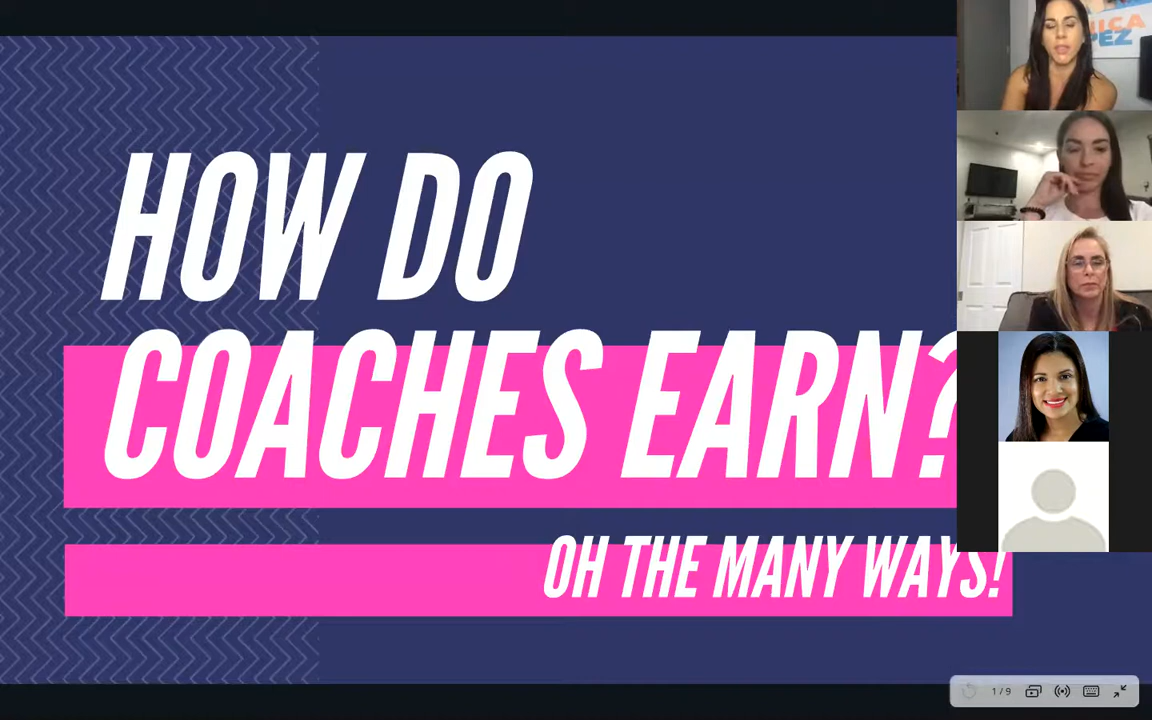 HOW DO
COACHES EARN?
OH THE MANY WAYS!
1/9